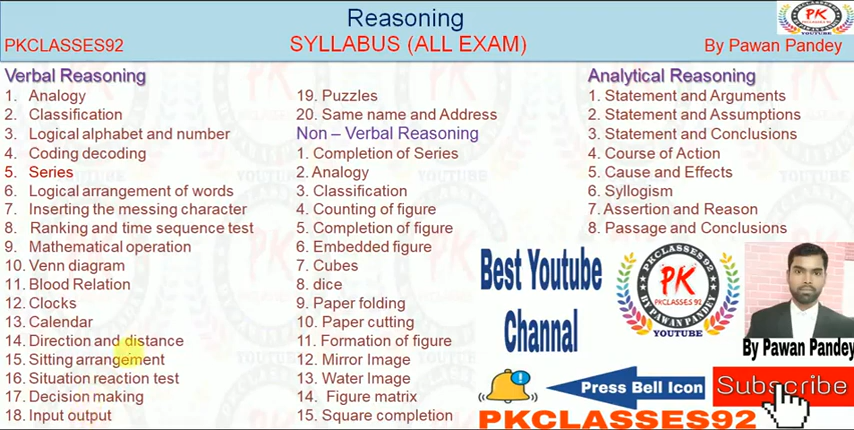 Reasoning
PKCLASSES92
SYLLABUS (ALL EXAM)
By Pawan Pandey
PK
YOUTUBE
Verbal Reasoning
1. Analogy
2. Classification
3. Logical alphabet and number
4. Coding decoding
5. Series
6. Logical arrangement of words
7. Inserting the messing character
8. Ranking and time sequence test
9. Mathematical operation
10. Venn diagram
11. Blood Relation
12. Clocks
13. Calendar
14. Direction and distance
15. Sitting arrangement
16. Situation reaction test
17. Decision making
18. Input output
19. Puzzles
20. Same name and Address
Non – Verbal Reasoning
1. Completion of Series
2. Analogy
3. Classification
4. Counting of figure
5. Completion of figure
6. Embedded figure
7. Cubes
8. dice
9. Paper folding
10. Paper cutting
11. Formation of figure
12. Mirror Image
13. Water Image
14. Figure matrix
15. Square completion
Analytical Reasoning
1. Statement and Arguments
2. Statement and Assumptions
3. Statement and Conclusions
4. Course of Action
5. Cause and Effects
6. Syllogism
7. Assertion and Reason
8. Passage and Conclusions
Best Youtube
Channal
PKCLASSES92
PK
PKCLASSES 92
BY PAWAN PANDEY
YOUTUBE
By Pawan Pandey
Press Bell Icon
Subscribe
PKCLASSES92